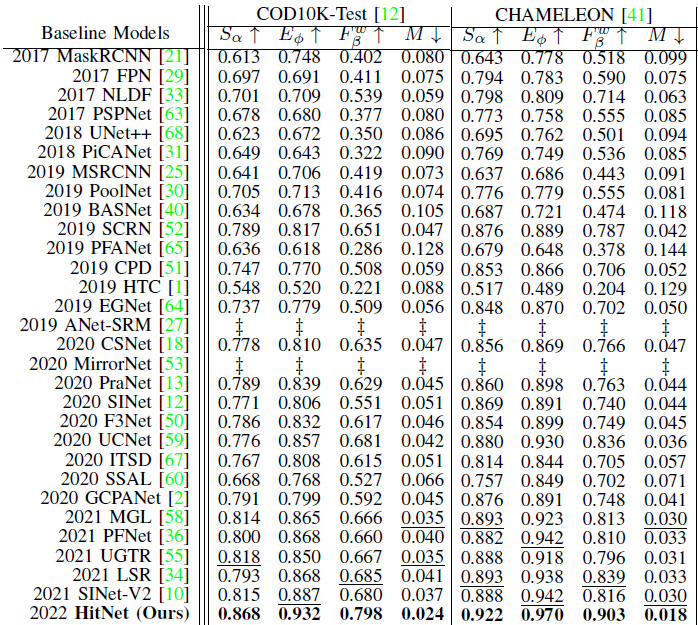 COD10K-Test [12] CHAMELEON [41]
Baseline Models Sα ↑ Eϕ ↑ Fβw ↑ M ↓ Sα ↑ Eϕ ↑ Fβw ↑ M ↓
2017 MaskRCNN [21] 0.613 0.748 0.402 0.080 0.643 0.778 0.518 0.099
2017 FPN [29] 0.697 0.691 0.411 0.075 0.794 0.783 0.590 0.075
2017 NLDF [33] 0.701 0.709 0.539 0.059 0.798 0.809 0.714 0.063
2017 PSPNet [63] 0.678 0.680 0.377 0.080 0.773 0.758 0.555 0.085
2018 UNet++ [68] 0.623 0.672 0.350 0.086 0.695 0.762 0.501 0.094
2018 PiCANet [31] 0.649 0.643 0.322 0.090 0.769 0.749 0.536 0.085
2019 MSRCNN [25] 0.641 0.706 0.419 0.073 0.637 0.686 0.443 0.091
2019 PoolNet [30] 0.705 0.713 0.416 0.074 0.776 0.779 0.555 0.081
2019 BASNet [40] 0.634 0.678 0.365 0.105 0.687 0.721 0.474 0.118
2019 SCRN [52] 0.789 0.817 0.651 0.047 0.876 0.889 0.787 0.042
2019 PFANet [65] 0.636 0.618 0.286 0.128 0.679 0.648 0.378 0.144
2019 CPD [51] 0.747 0.770 0.508 0.059 0.853 0.866 0.706 0.052
2019 HTC [1] 0.548 0.520 0.221 0.088 0.517 0.489 0.204 0.129
2019 EGNet [64] 0.737 0.779 0.509 0.056 0.848 0.870 0.702 0.050
2019 ANet-SRM [27] ‡ ‡ ‡ ‡ ‡ ‡ ‡ ‡
2020 CSNet [18] 0.778 0.810 0.635 0.047 0.856 0.869 0.766 0.047
2020 MirrorNet [53] ‡ ‡ ‡ ‡ ‡ ‡ ‡ ‡
2020 PraNet [13] 0.789 0.839 0.629 0.045 0.860 0.898 0.763 0.044
2020 SINet [12] 0.771 0.806 0.551 0.051 0.869 0.891 0.740 0.044
2020 F3Net [50] 0.786 0.832 0.617 0.046 0.854 0.899 0.749 0.045
2020 UCNet [59] 0.776 0.857 0.681 0.042 0.880 0.930 0.836 0.036
2020 ITSD [67] 0.767 0.808 0.615 0.051 0.814 0.844 0.705 0.057
2020 SSAL [60] 0.668 0.768 0.527 0.066 0.757 0.849 0.702 0.071
2020 GCPANet [2] 0.791 0.799 0.592 0.045 0.876 0.891 0.748 0.041
2021 MGL [58] 0.814 0.865 0.666 0.035 0.893 0.923 0.813 0.030
2021 PFNet [36] 0.800 0.868 0.660 0.040 0.882 0.942 0.810 0.033
2021 UGTR [55] 0.818 0.850 0.667 0.035 0.888 0.918 0.796 0.031
2021 LSR [34] 0.793 0.868 0.685 0.041 0.893 0.938 0.839 0.033
2021 SINet-V2 [10] 0.815 0.887 0.680 0.037 0.888 0.942 0.816 0.030
2022 HitNet (Ours) 0.868 0.932 0.798 0.024 0.922 0.970 0.903 0.018